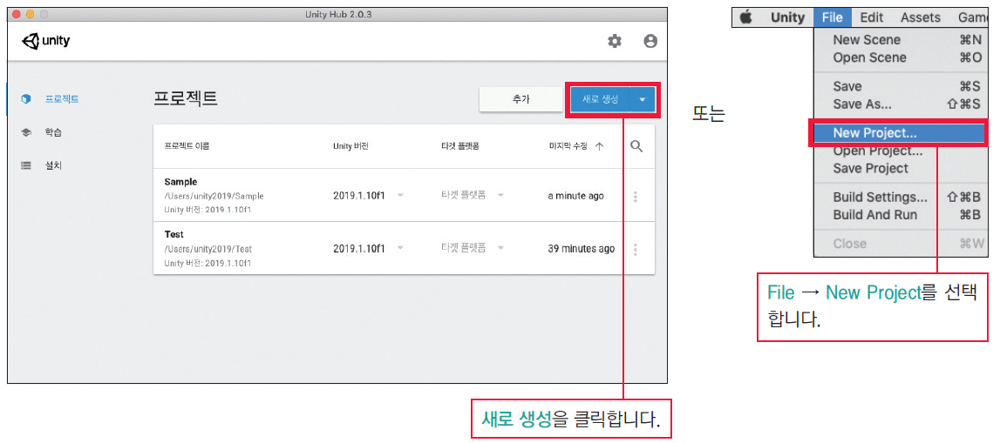 Unity Hub 2.0.3
unity
프로젝트
학습
설치
프로젝트
추가
새로 생성
프로젝트 이름
Unity 버전
타겟 플랫폼
마지막 수정
Sample
/Users/unity2019/Sample
Unity 버전: 2019.1.10f1
2019.1.10f1
타겟 플랫폼
a minute ago
Test
/Users/unity2019/Test
Unity 버전: 2019.1.10f1
2019.1.10f1
타겟 플랫폼
39 minutes ago
새로 생성을 클릭합니다.
또는
Unity File Edit Assets Gam
New Scene ⌘N
Open Scene ⌘O
Save ⌘S
Save As... ⇧⌘S
New Project...
Open Project...
Save Project
Build Settings... ⇧⌘B
Build And Run ⌘B
Close ⌘W
File → New Project를 선택
합니다.